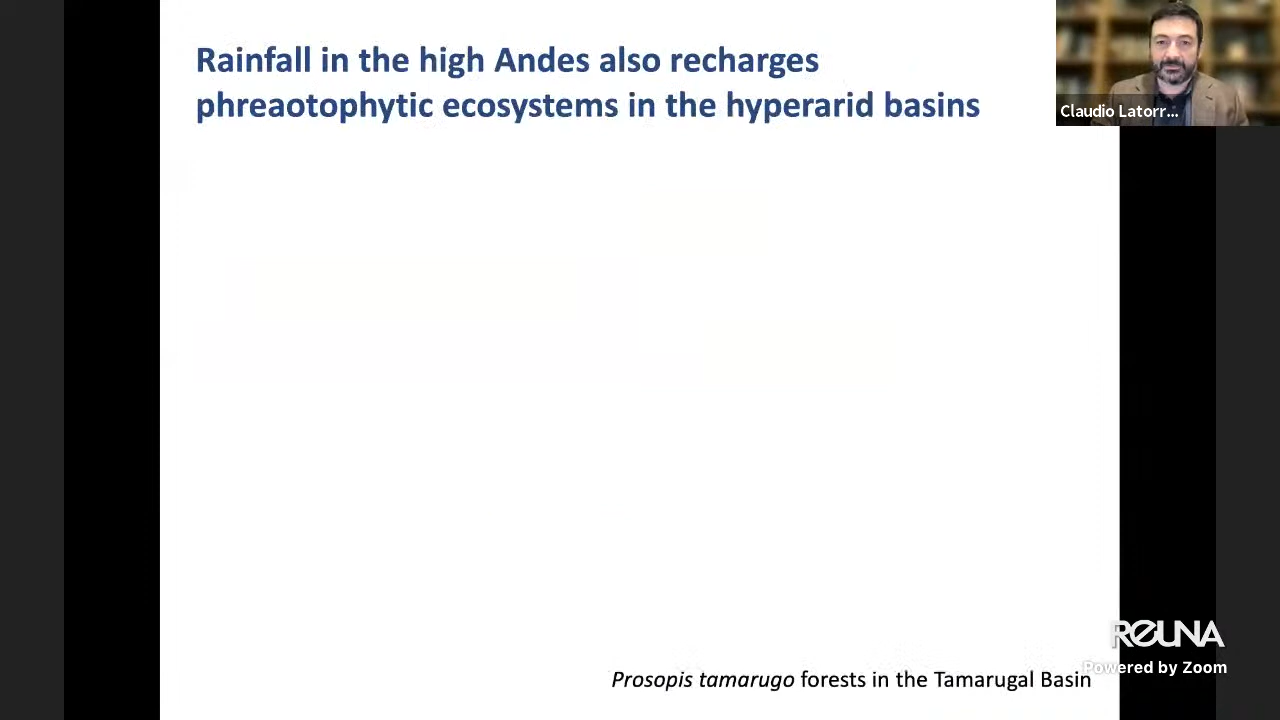 Rainfall in the high Andes also recharges
phreaotophytic ecosystems in the hyperarid basins
Claudio Latorr...
REUNA
Powered by Zoom
Prosopis tamarugo forests in the Tamarugal Basin